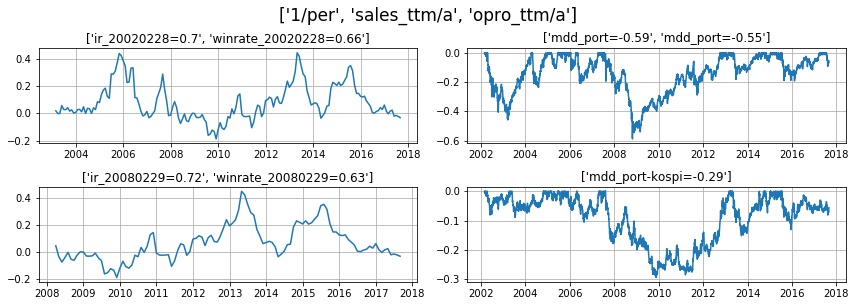 ['1/per', 'sales_ttm/a', 'opro_ttm/a']
['ir_20020228=0.7', 'winrate_20020228=0.66']
0.4
0.2
0.0
−0.2
2004 2006 2008 2010 2012 2014 2016 2018
['mdd_port=-0.59', 'mdd_port=-0.55']
0.0
−0.2
−0.4
−0.6
2002 2004 2006 2008 2010 2012 2014 2016 2018
['ir_20080229=0.72', 'winrate_20080229=0.63']
0.4
0.2
0.0
−0.2
2008 2009 2010 2011 2012 2013 2014 2015 2016 2017 2018
['mdd_port-kospi=-0.29']
0.0
−0.1
−0.2
−0.3
2002 2004 2006 2008 2010 2012 2014 2016 2018